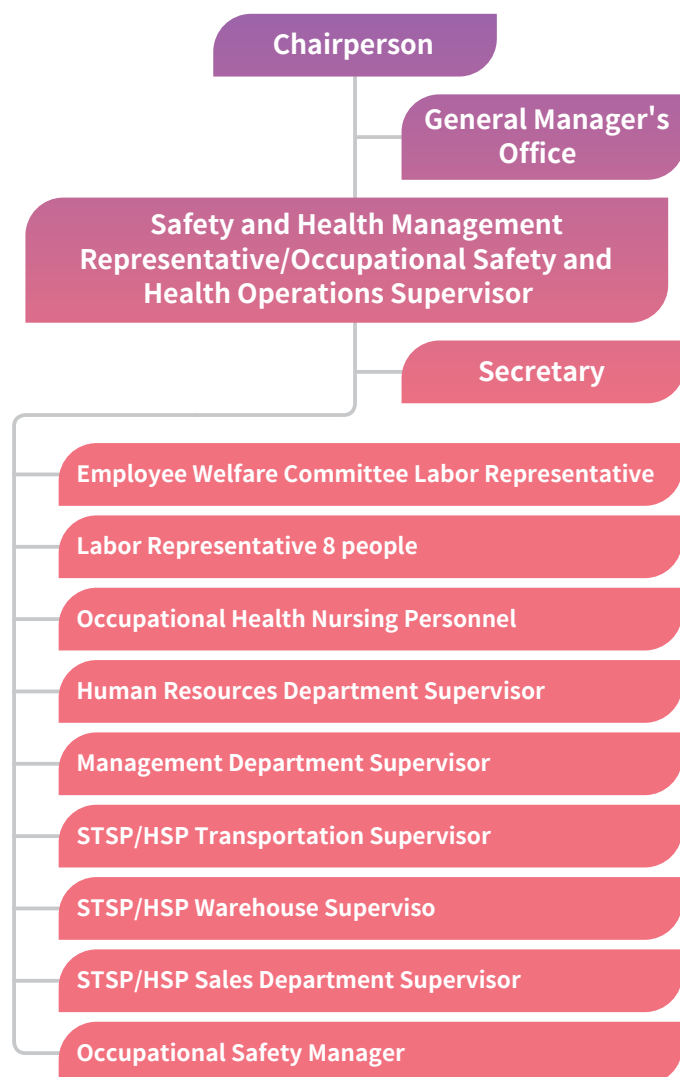 Chairperson
General Manager's
Office
Safety and Health Management
Representative/Occupational Safety and
Health Operations Supervisor
Secretary
Employee Welfare Committee Labor Representative
Labor Representative 8 people
Occupational Health Nursing Personnel
Human Resources Department Supervisor
Management Department Supervisor
STSP/HSP Transportation Supervisor
STSP/HSP Warehouse Superviso
STSP/HSP Sales Department Supervisor
Occupational Safety Manager